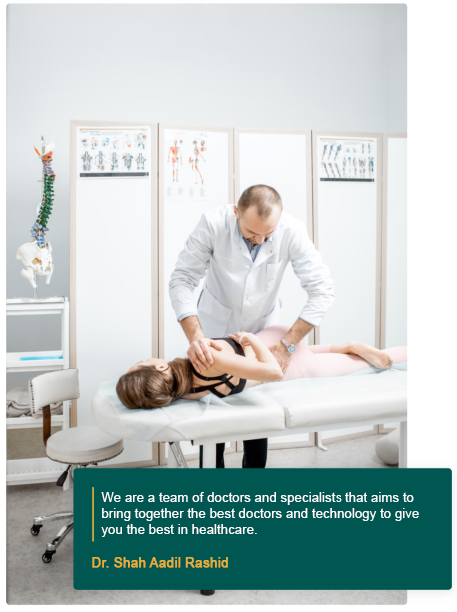 We are a team of doctors and specialists that aims to
bring together the best doctors and technology to give
you the best in healthcare.
Dr. Shah Aadil Rashid